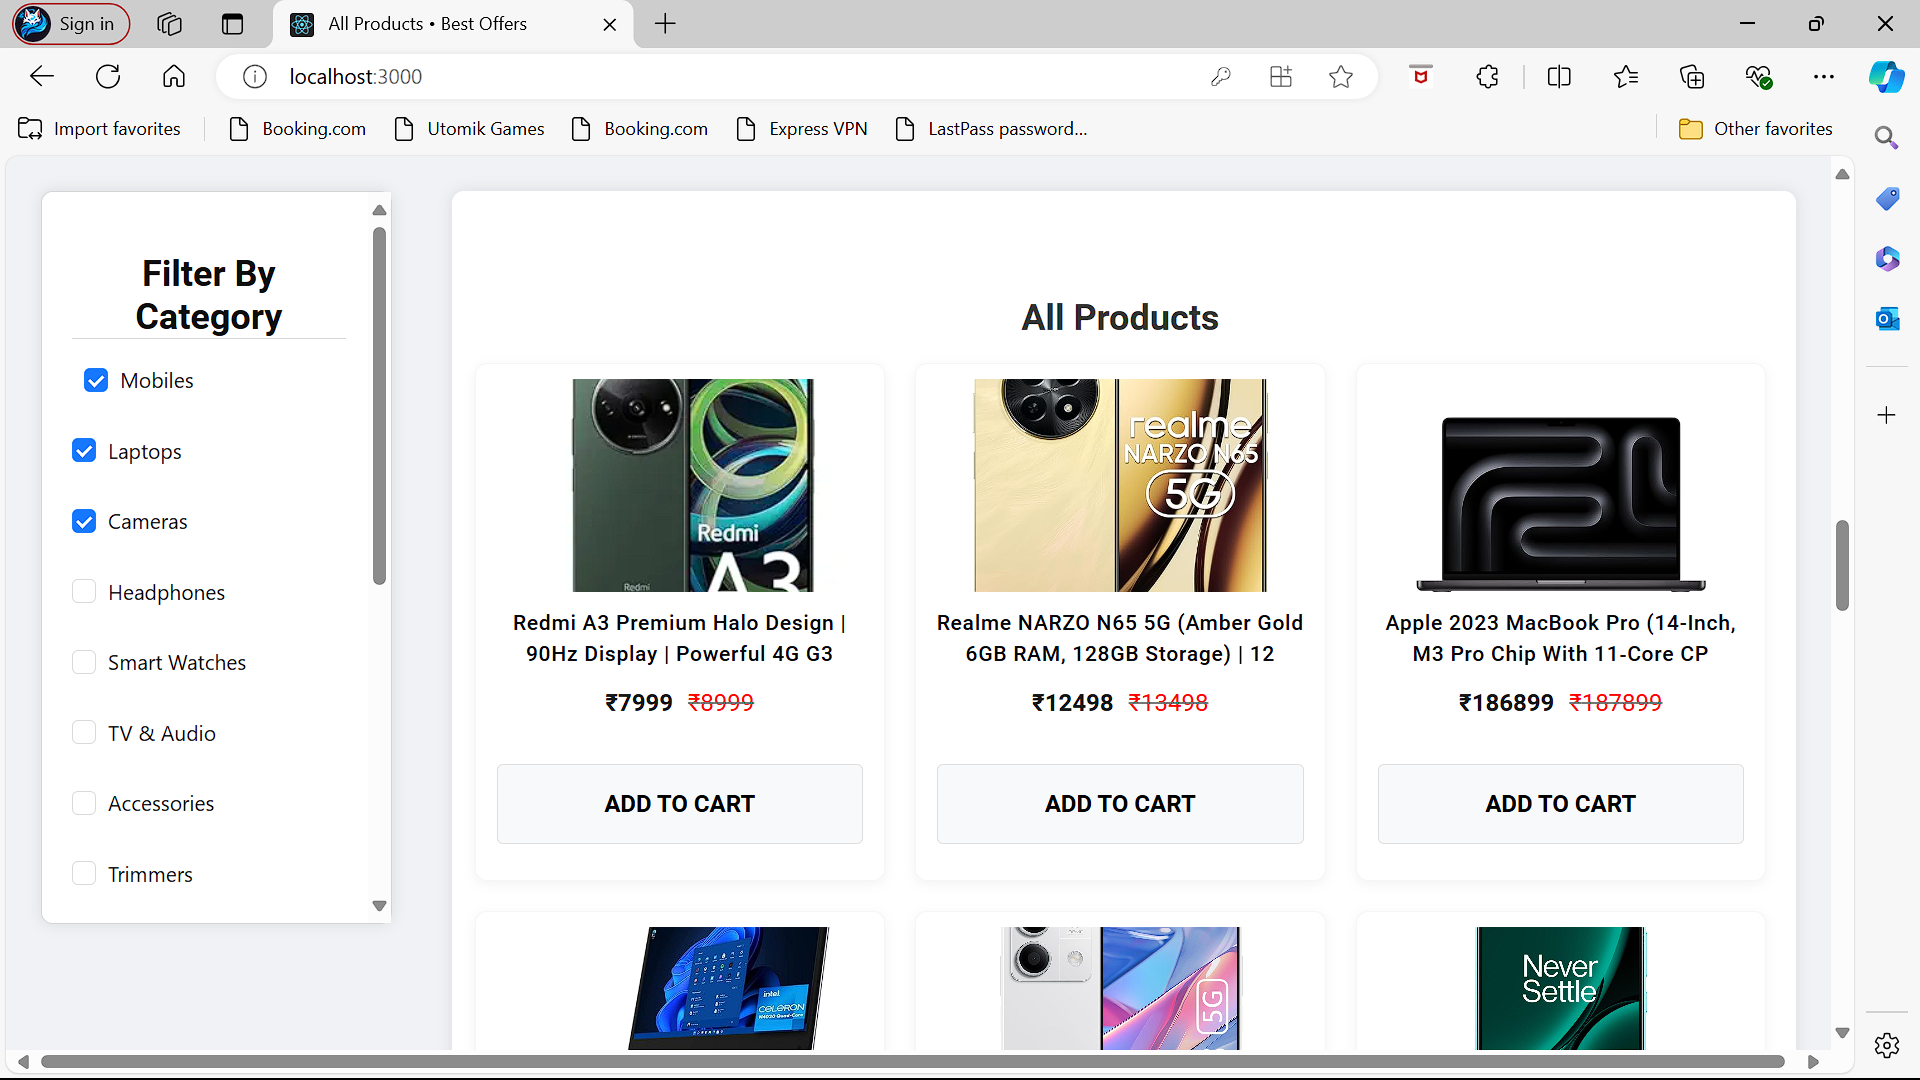 Sign in
All Products • Best Offers
localhost:3000
Import favorites
Booking.com
Utomik Games
Booking.com
Express VPN
LastPass password...
Other favorites
Filter By
Category
Mobiles
Laptops
Cameras
Headphones
Smart Watches
TV & Audio
Accessories
Trimmers
All Products
Redmi
A3
Redmi
Redmi A3 Premium Halo Design |
90Hz Display | Powerful 4G G3
₹7999 ₹8999
ADD TO CART
realme
NARZO N65
5G
Realme NARZO N65 5G (Amber Gold
6GB RAM, 128GB Storage) | 12
₹12498 ₹13498
ADD TO CART
Apple 2023 MacBook Pro (14-Inch,
M3 Pro Chip With 11-Core CP
₹186899 ₹187899
ADD TO CART
intel
CELERON
5G
Never
Settle